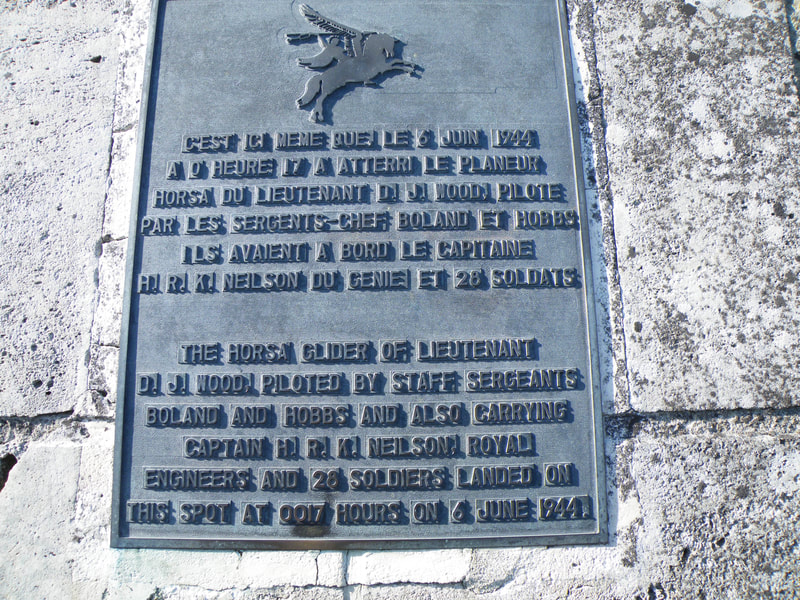 C'EST ICI MEME QUE, LE 6 JUIN 1944
A O' HEURE 17 A ATTERRI LE PLANEUR
HORSA DU LIEUTENANT D. J. WOOD, PILOTE
PAR LES SERGENTS-CHEF BOLAND ET HOBBS
ILS AVAIENT A BORD LE CAPITAINE
H. R. K. NEILSON DU GENIE ET 28 SOLDATS
THE HORSA GLIDER OF LIEUTENANT
D. J. WOOD, PILOTED BY STAFF SERGEANTS
BOLAND AND HOBBS AND ALSO CARRYING
CAPTAIN H. R. K. NEILSON, ROYAL
ENGINEERS AND 28 SOLDIERS LANDED ON
THIS SPOT AT 0017 HOURS ON 6 JUNE 1944.